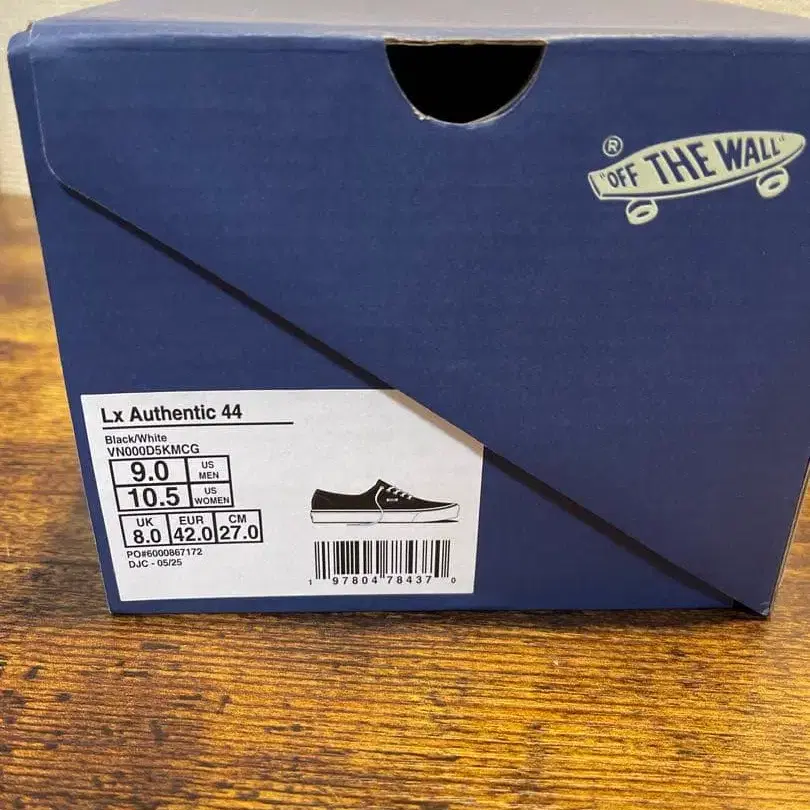 ® "OFF THE WALL"
Lx Authentic 44
Black/White
VN000D5KMCG
9.0 US MEN
10.5 US WOMEN
UK EUR CM
8.0 42.0 27.0
PO#6000867172
DJC - 05/25
1 97804 78437 0